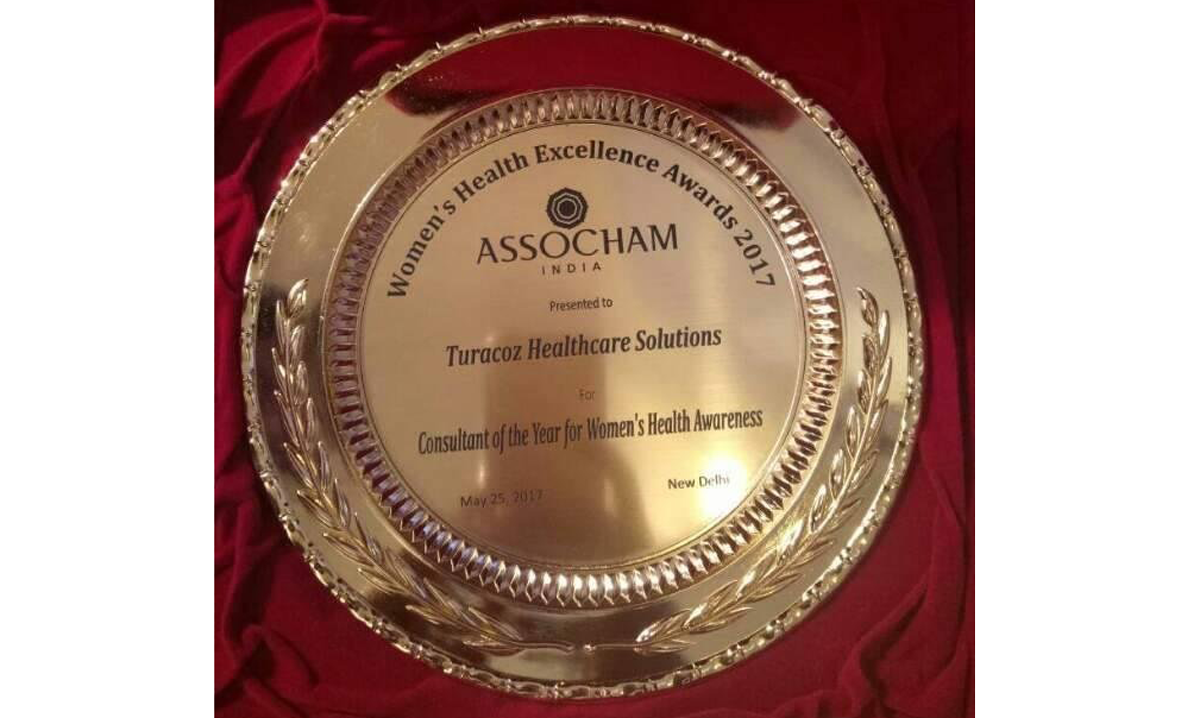 Women's Health Excellence Awards 2017
ASSOCHAM
INDIA
Presented to
Turacoz Healthcare Solutions
For
Consultant of the Year for Women's Health Awareness
May 25, 2017
New Delhi